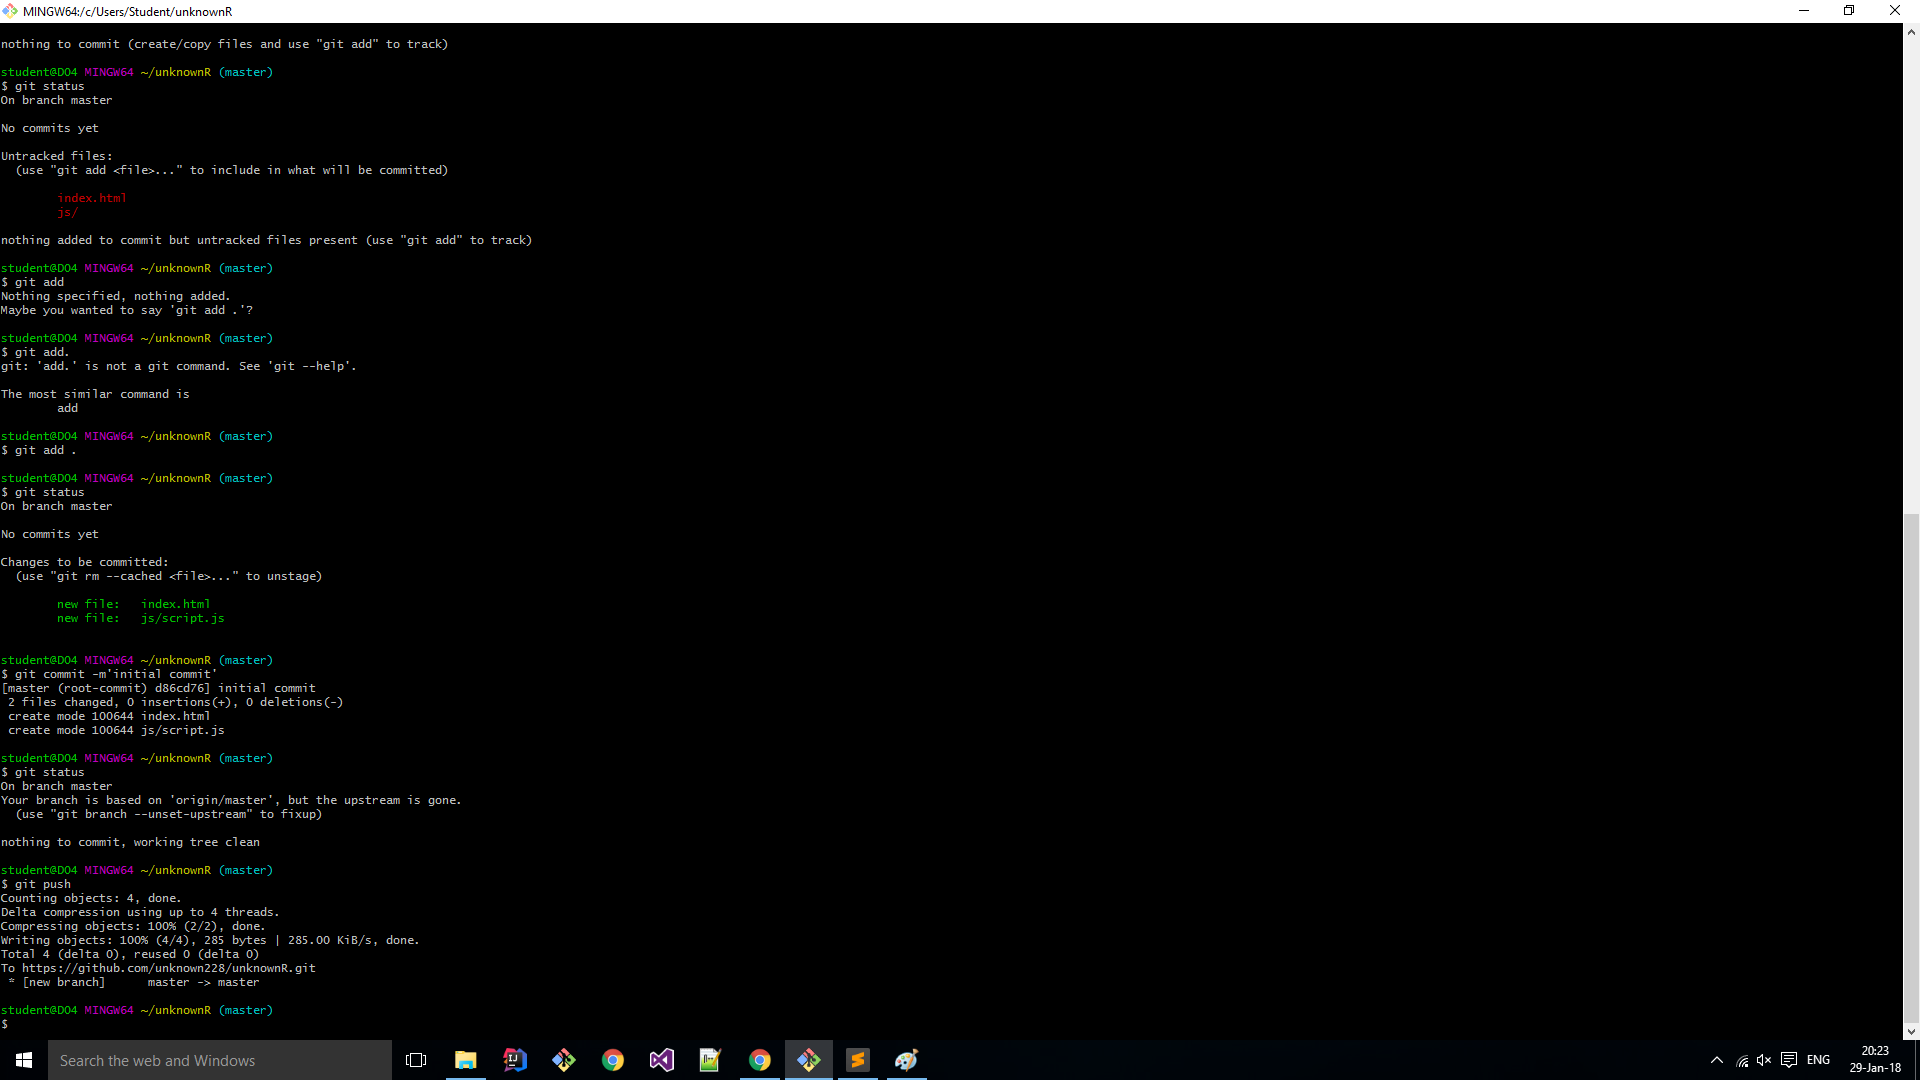 MINGW64:/c/Users/Student/unknownR
nothing to commit (create/copy files and use "git add" to track)
student@D04 MINGW64 ~/unknownR (master)
$ git status
On branch master
No commits yet
Untracked files:
  (use "git add <file>..." to include in what will be committed)
        index.html
        js/
nothing added to commit but untracked files present (use "git add" to track)
student@D04 MINGW64 ~/unknownR (master)
$ git add
Nothing specified, nothing added.
Maybe you wanted to say 'git add .'?
student@D04 MINGW64 ~/unknownR (master)
$ git add.
git: 'add.' is not a git command. See 'git --help'.
The most similar command is
        add
student@D04 MINGW64 ~/unknownR (master)
$ git add .
student@D04 MINGW64 ~/unknownR (master)
$ git status
On branch master
No commits yet
Changes to be committed:
  (use "git rm --cached <file>..." to unstage)
        new file:   index.html
        new file:   js/script.js
student@D04 MINGW64 ~/unknownR (master)
$ git commit -m'initial commit'
[master (root-commit) d86cd76] initial commit
 2 files changed, 0 insertions(+), 0 deletions(-)
 create mode 100644 index.html
 create mode 100644 js/script.js
student@D04 MINGW64 ~/unknownR (master)
$ git status
On branch master
Your branch is based on 'origin/master', but the upstream is gone.
  (use "git branch --unset-upstream" to fixup)
nothing to commit, working tree clean
student@D04 MINGW64 ~/unknownR (master)
$ git push
Counting objects: 4, done.
Delta compression using up to 4 threads.
Compressing objects: 100% (2/2), done.
Writing objects: 100% (4/4), 285 bytes | 285.00 KiB/s, done.
Total 4 (delta 0), reused 0 (delta 0)
To https://github.com/unknown228/unknownR.git
 * [new branch]      master -> master
student@D04 MINGW64 ~/unknownR (master)
$
Search the web and Windows
ENG
20:23
29-Jan-18